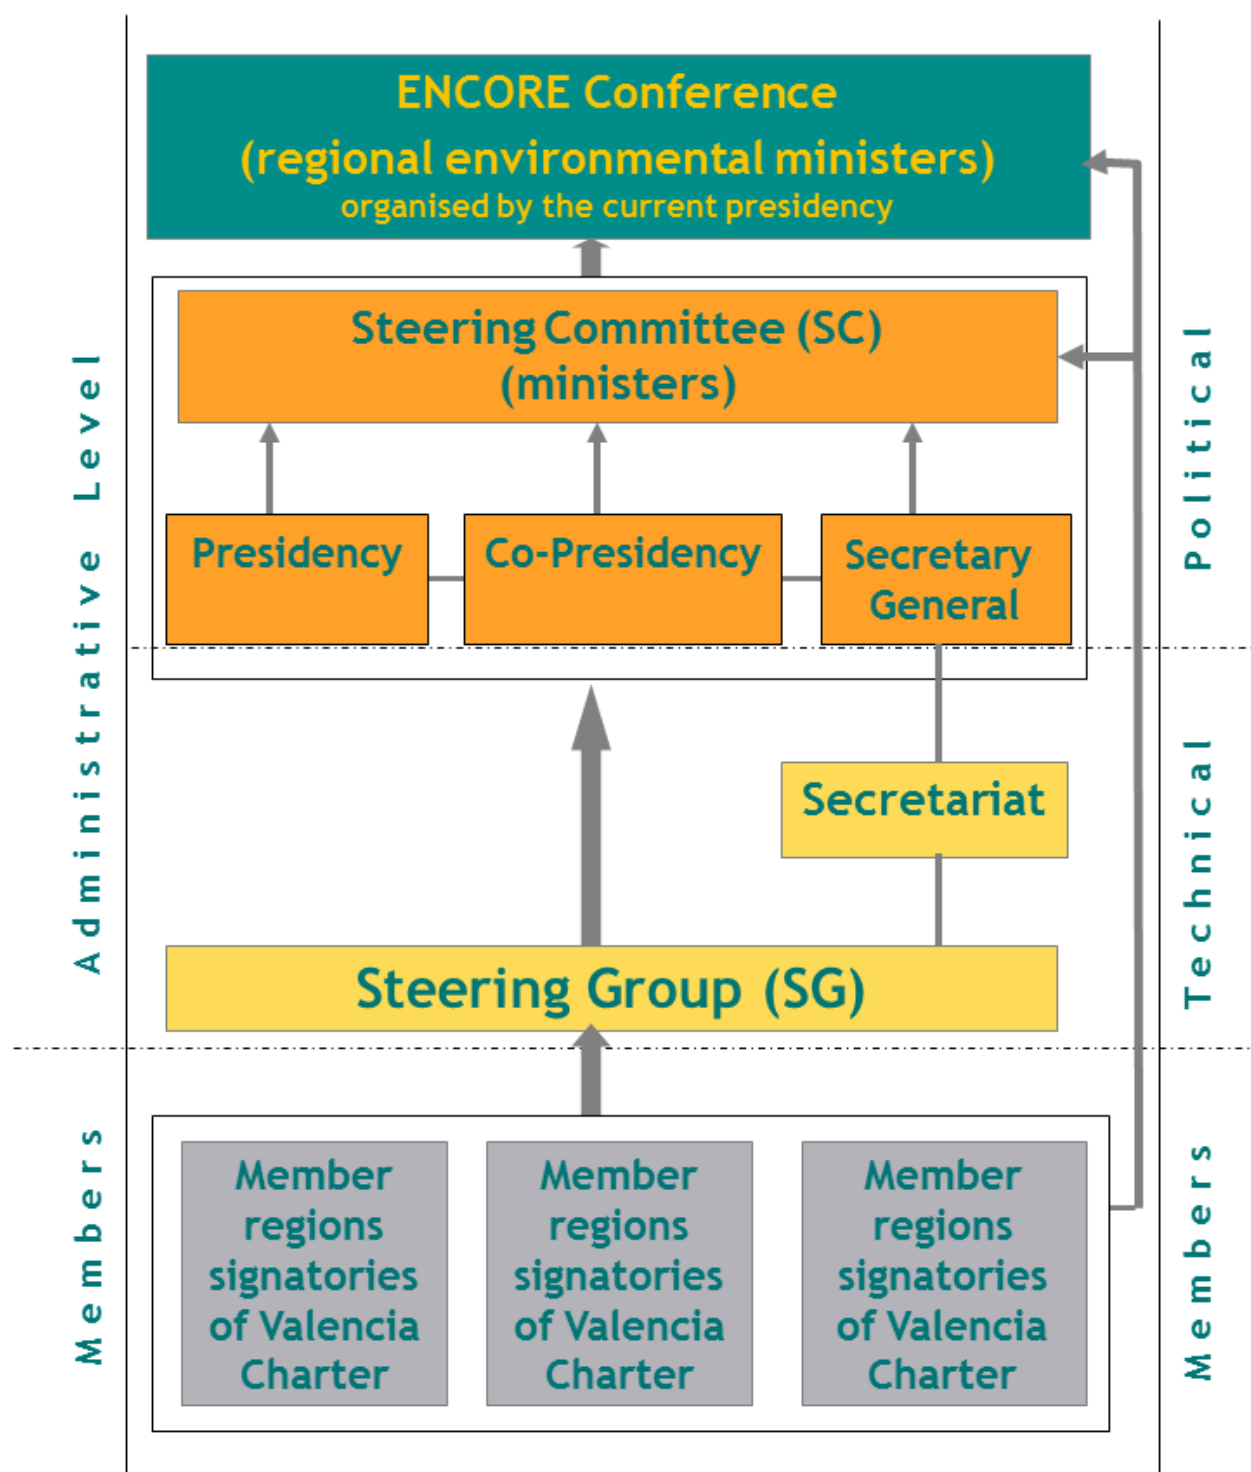 ENCORE Conference
(regional environmental ministers)
organised by the current presidency
Steering Committee (SC)
(ministers)
Presidency
Co-Presidency
Secretary
General
Secretariat
Steering Group (SG)
Member
regions
signatories
of Valencia
Charter
Member
regions
signatories
of Valencia
Charter
Member
regions
signatories
of Valencia
Charter
Administrative Level
Members
Political
Technical
Members